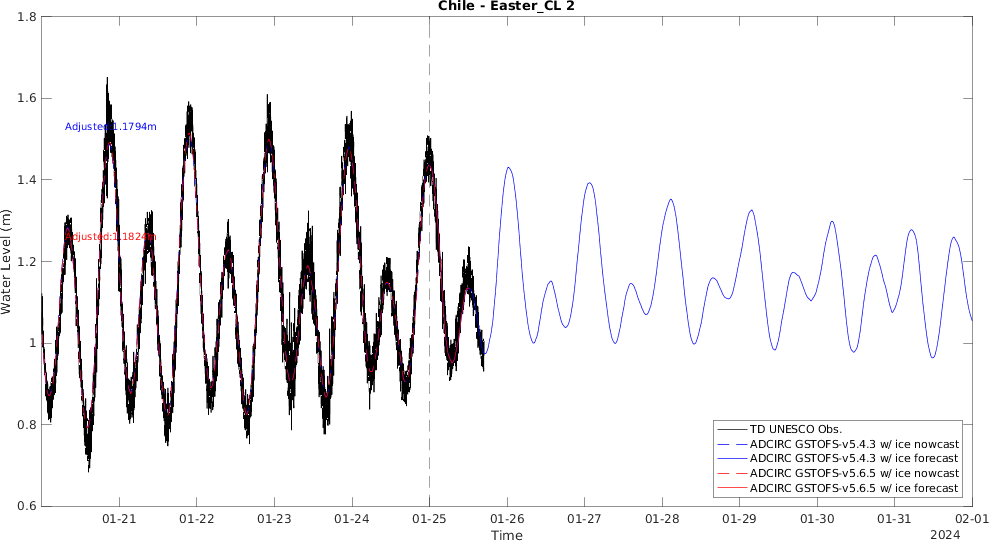 Chile - Easter_CL 2
1.8
1.6
1.4
1.2
1
0.8
0.6
Water Level (m)
Adjusted:1.1794m
Adjusted:1.1824m
TD UNESCO Obs.
ADCIRC GSTOFS-v5.4.3 w/ ice nowcast
ADCIRC GSTOFS-v5.4.3 w/ ice forecast
ADCIRC GSTOFS-v5.6.5 w/ ice nowcast
ADCIRC GSTOFS-v5.6.5 w/ ice forecast
01-21 01-22 01-23 01-24 01-25 01-26 01-27 01-28 01-29 01-30 01-31 02-01
Time
2024